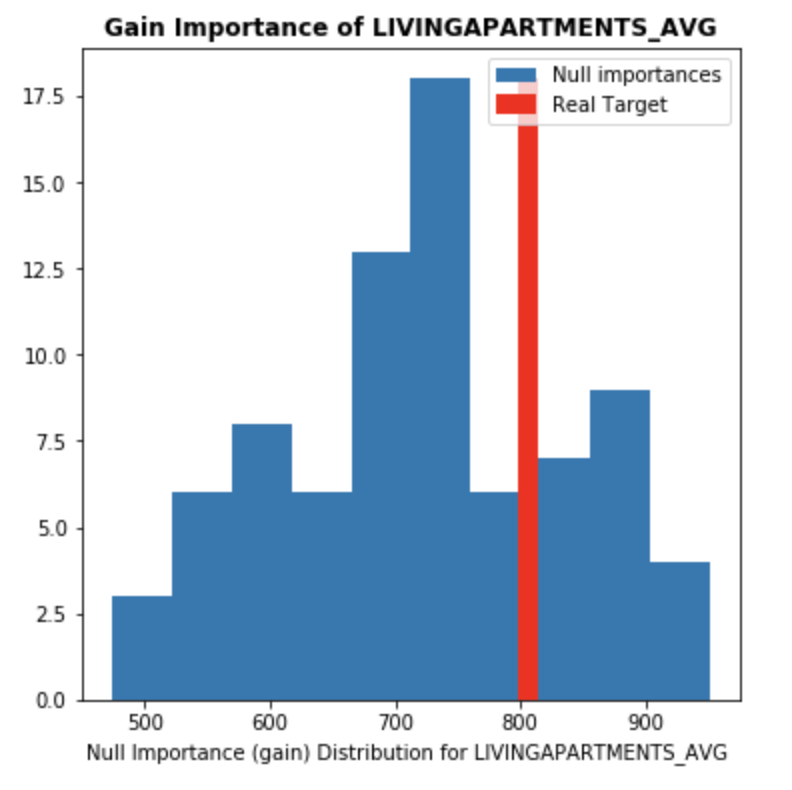 Gain Importance of LIVINGAPARTMENTS_AVG
Null importances
Real Target
17.5
15.0
12.5
10.0
7.5
5.0
2.5
0.0
500 600 700 800 900
Null Importance (gain) Distribution for LIVINGAPARTMENTS_AVG